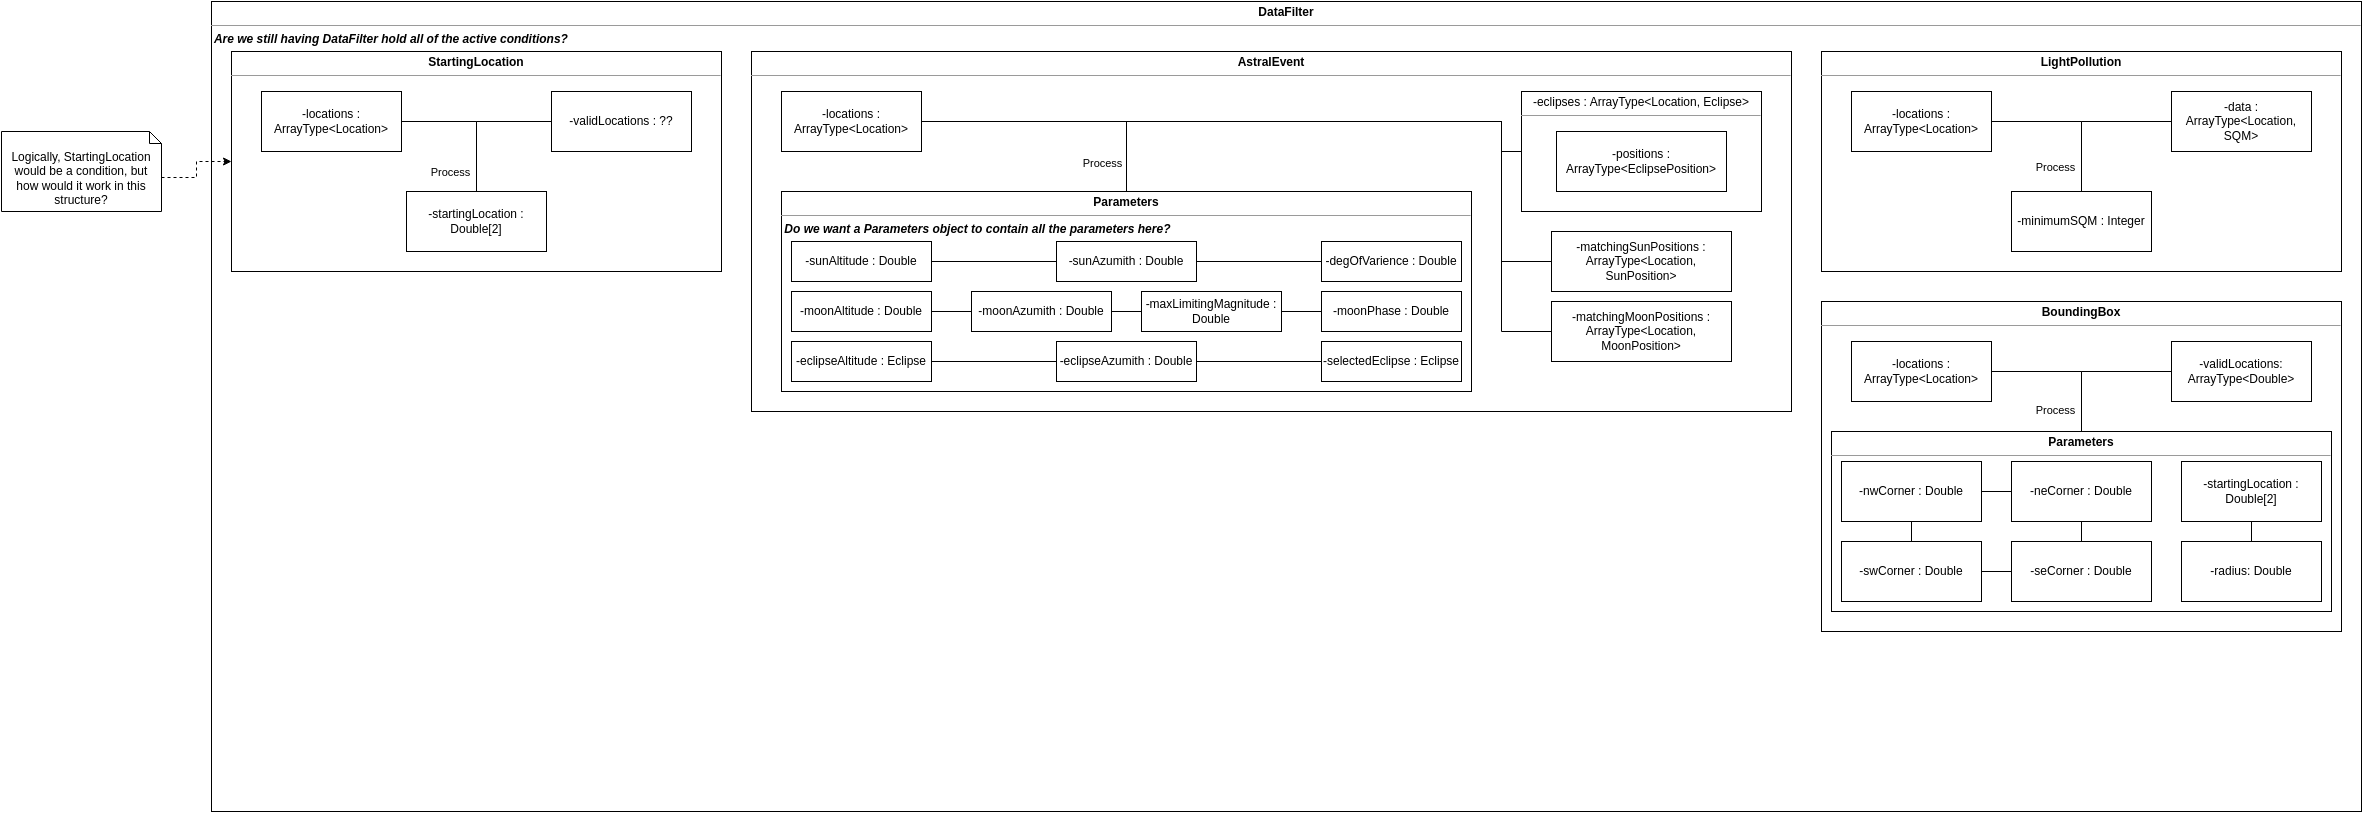 DataFilter
Are we still having DataFilter hold all of the active conditions?
Logically, StartingLocation
would be a condition, but
how would it work in this
structure?
StartingLocation
-locations :
ArrayType<Location>
-validLocations : ??
Process
-startingLocation :
Double[2]
AstralEvent
-locations :
ArrayType<Location>
Process
Parameters
Do we want a Parameters object to contain all the parameters here?
-sunAltitude : Double
-sunAzumith : Double
-degOfVarience : Double
-moonAltitude : Double
-moonAzumith : Double
-maxLimitingMagnitude :
Double
-moonPhase : Double
-eclipseAltitude : Eclipse
-eclipseAzumith : Double
-selectedEclipse : Eclipse
-eclipses : ArrayType<Location, Eclipse>
-positions :
ArrayType<EclipsePosition>
-matchingSunPositions :
ArrayType<Location,
SunPosition>
-matchingMoonPositions :
ArrayType<Location,
MoonPosition>
LightPollution
-locations :
ArrayType<Location>
-data :
ArrayType<Location,
SQM>
Process
-minimumSQM : Integer
BoundingBox
-locations :
ArrayType<Location>
-validLocations:
ArrayType<Double>
Process
Parameters
-nwCorner : Double
-neCorner : Double
-startingLocation :
Double[2]
-swCorner : Double
-seCorner : Double
-radius: Double